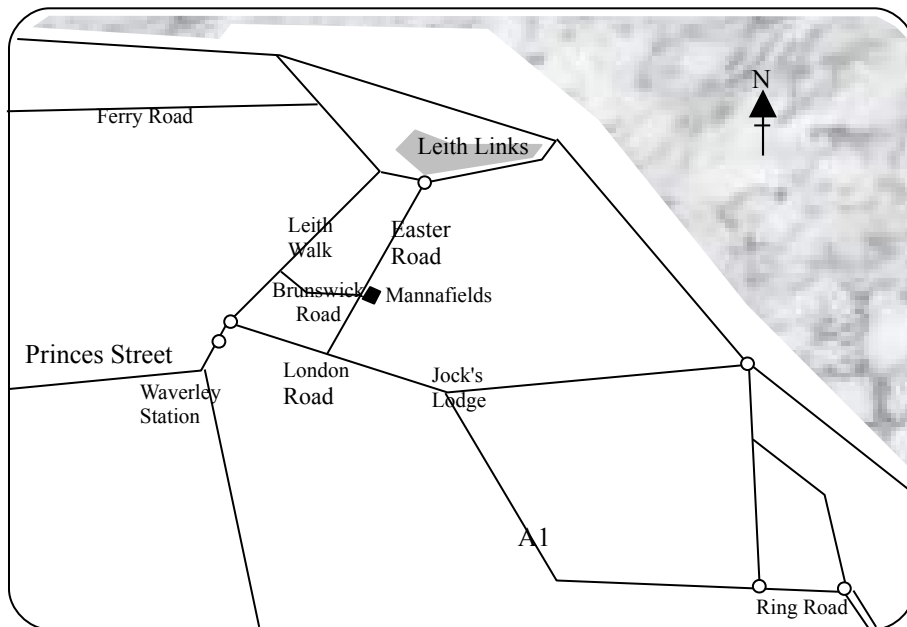 N
Ferry Road
Leith Links
Leith
Walk
Easter
Road
Brunswick
Road
Mannafields
Princes Street
Waverley
Station
London
Road
Jock's
Lodge
A1
Ring Road